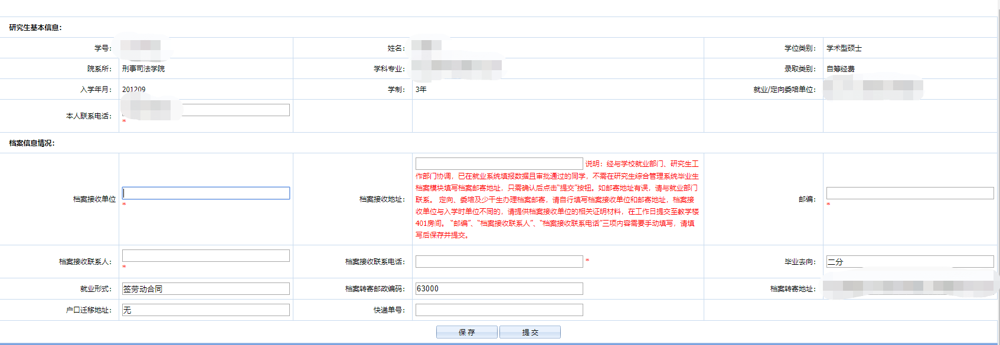 研究生基本信息：
学号： 姓名： 学位类别： 学术型硕士
院系所： 刑事司法学院 学科专业： 录取类别： 自筹经费
入学年月： 201209 学制： 3年 就业/定向委培单位：
本人联系电话：
*
档案信息情况：
说明：经与学校就业部门、研究生工
作部门协调，已在就业系统填报数据且审批通过的同学，不需在研究生综合管理系统毕业生
档案模块填写档案邮寄地址，只需确认后点击“提交”按钮。如邮寄地址有误，请与就业部门
档案接收单位 * 档案接收地址： 联系。 定向、委培及少干生办理档案邮寄，请自行填写档案接收单位和邮寄地址，档案接 邮编： *
收单位与入学时单位不同的，请提供档案接收单位的相关证明材料，在工作日提交至教学楼
401房间。 “邮编”、“档案接收联系人”、“档案接收联系电话”三项内容需要手动填写，请填
写后保存并提交。
档案接收联系人： * 档案接收联系电话： * 毕业去向： 二分
就业形式： 签劳动合同 档案转寄邮政编码： 63000 档案转寄地址：
户口迁移地址： 无 快递单号：
保 存 提 交